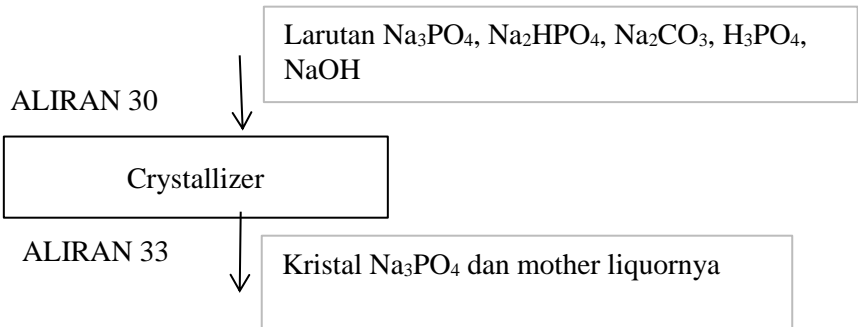 Larutan Na₃PO₄, Na₂HPO₄, Na₂CO₃, H₃PO₄,
NaOH
ALIRAN 30
Crystallizer
ALIRAN 33
Kristal Na₃PO₄ dan mother liquornya